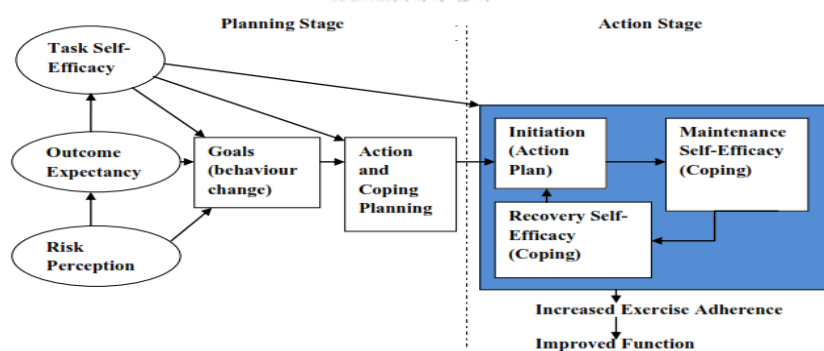 Planning Stage
Action Stage
Task Self-
Efficacy
Outcome
Expectancy
Risk
Perception
Goals
(behaviour
change)
Action
and
Coping
Planning
Initiation
(Action
Plan)
Maintenance
Self-Efficacy
(Coping)
Recovery Self-
Efficacy
(Coping)
Increased Exercise Adherence
Improved Function